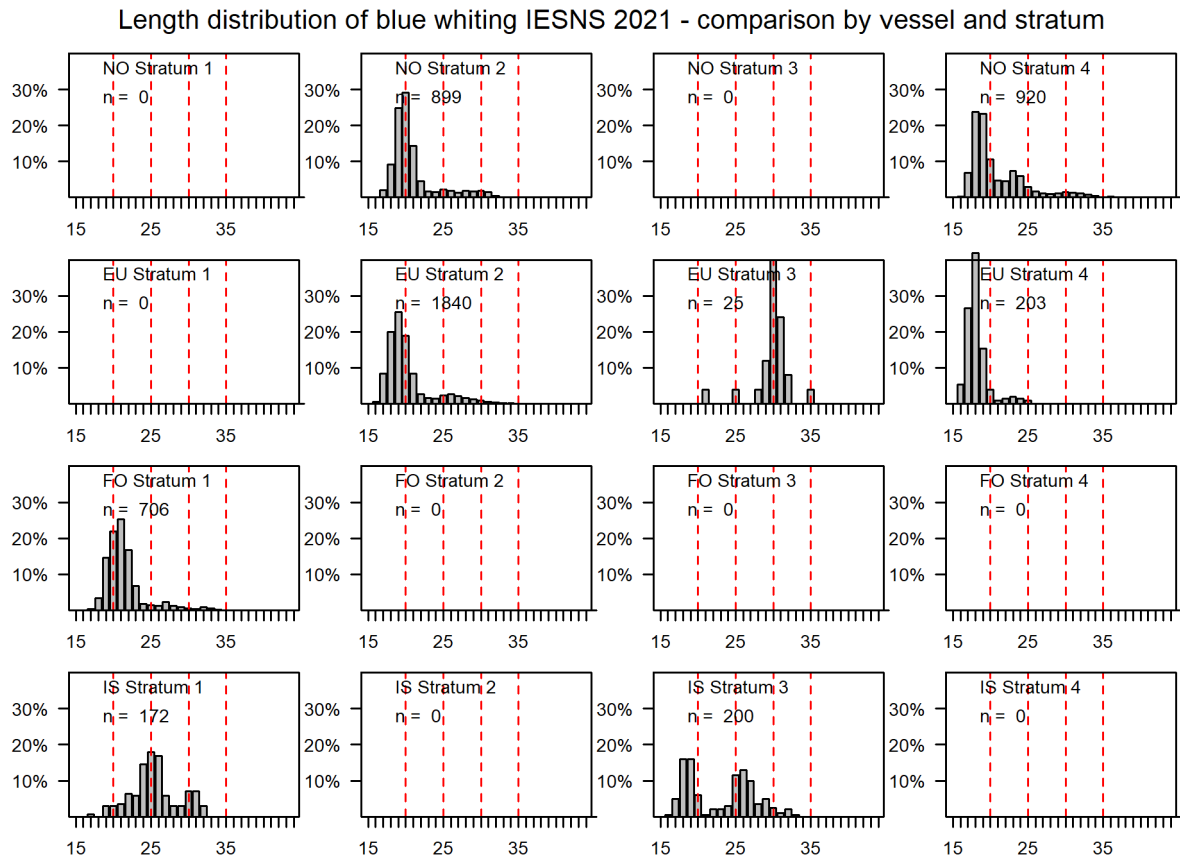 Length distribution of blue whiting IESNS 2021 - comparison by vessel and stratum
NO Stratum 1
n = 0
30%
20%
10%
15 25 35
NO Stratum 2
n = 899
30%
20%
10%
15 25 35
NO Stratum 3
n = 0
30%
20%
10%
15 25 35
NO Stratum 4
n = 920
30%
20%
10%
15 25 35
EU Stratum 1
n = 0
30%
20%
10%
15 25 35
EU Stratum 2
n = 1840
30%
20%
10%
15 25 35
EU Stratum 3
n = 25
30%
20%
10%
15 25 35
EU Stratum 4
n = 203
30%
20%
10%
15 25 35
FO Stratum 1
n = 706
30%
20%
10%
15 25 35
FO Stratum 2
n = 0
30%
20%
10%
15 25 35
FO Stratum 3
n = 0
30%
20%
10%
15 25 35
FO Stratum 4
n = 0
30%
20%
10%
15 25 35
IS Stratum 1
n = 172
30%
20%
10%
15 25 35
IS Stratum 2
n = 0
30%
20%
10%
15 25 35
IS Stratum 3
n = 200
30%
20%
10%
15 25 35
IS Stratum 4
n = 0
30%
20%
10%
15 25 35